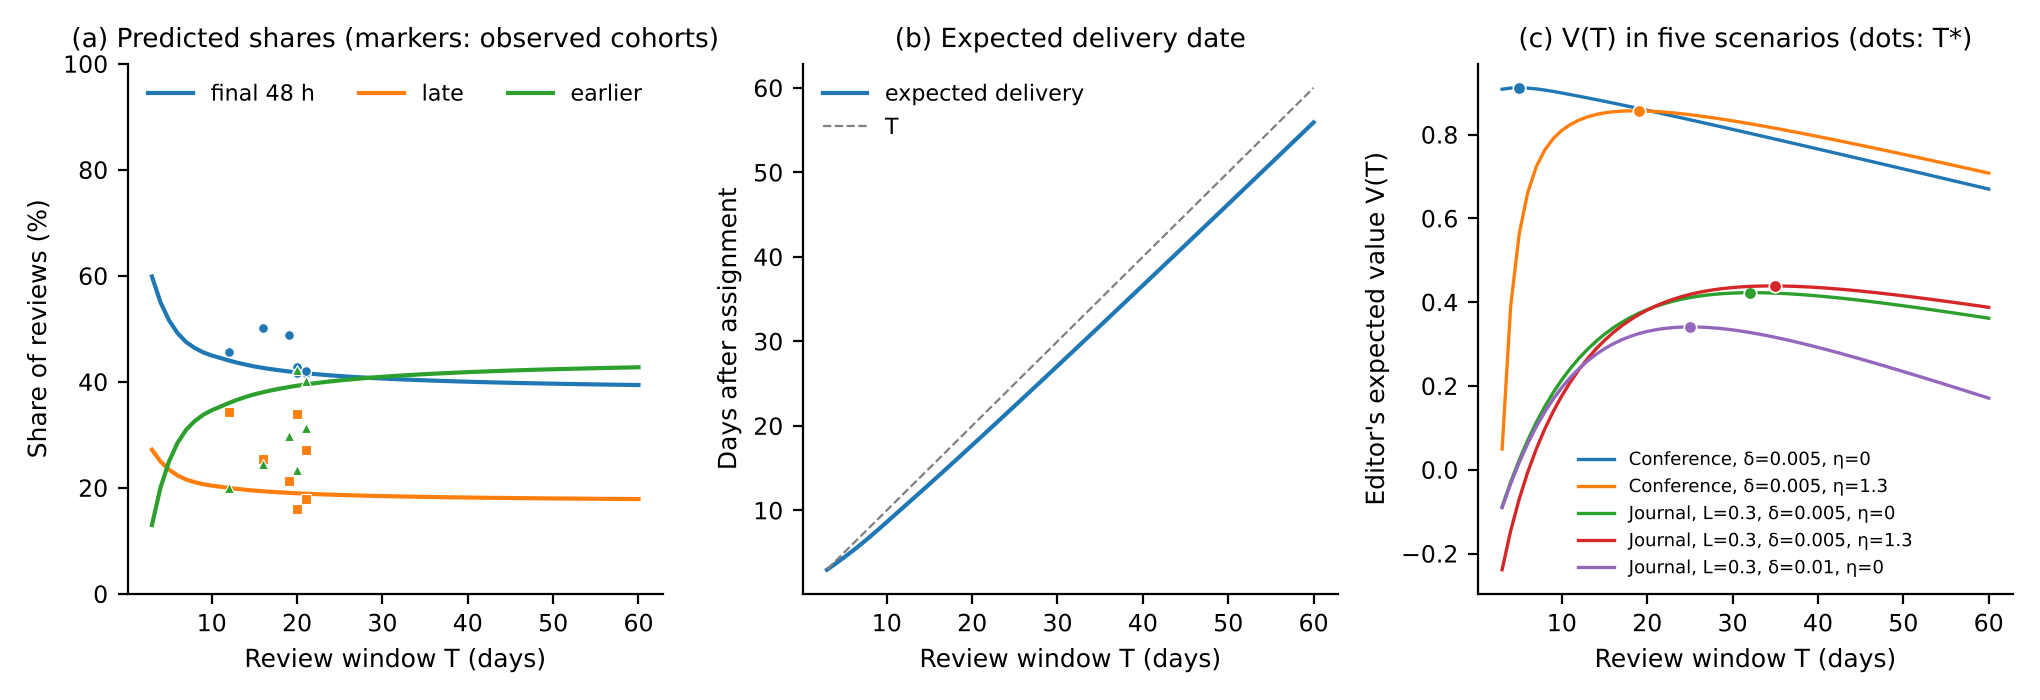 (a) Predicted shares (markers: observed cohorts)
100
80
60
40
20
0
Share of reviews (%)
final 48 h
late
earlier
10
20
30
40
50
60
Review window T (days)
(b) Expected delivery date
60
50
40
30
20
10
Days after assignment
expected delivery
T
10
20
30
40
50
60
Review window T (days)
(c) V(T) in five scenarios (dots: T*)
0.8
0.6
0.4
0.2
0.0
−0.2
Editor's expected value V(T)
Conference, δ=0.005, η=0
Conference, δ=0.005, η=1.3
Journal, L=0.3, δ=0.005, η=0
Journal, L=0.3, δ=0.005, η=1.3
Journal, L=0.3, δ=0.01, η=0
10
20
30
40
50
60
Review window T (days)